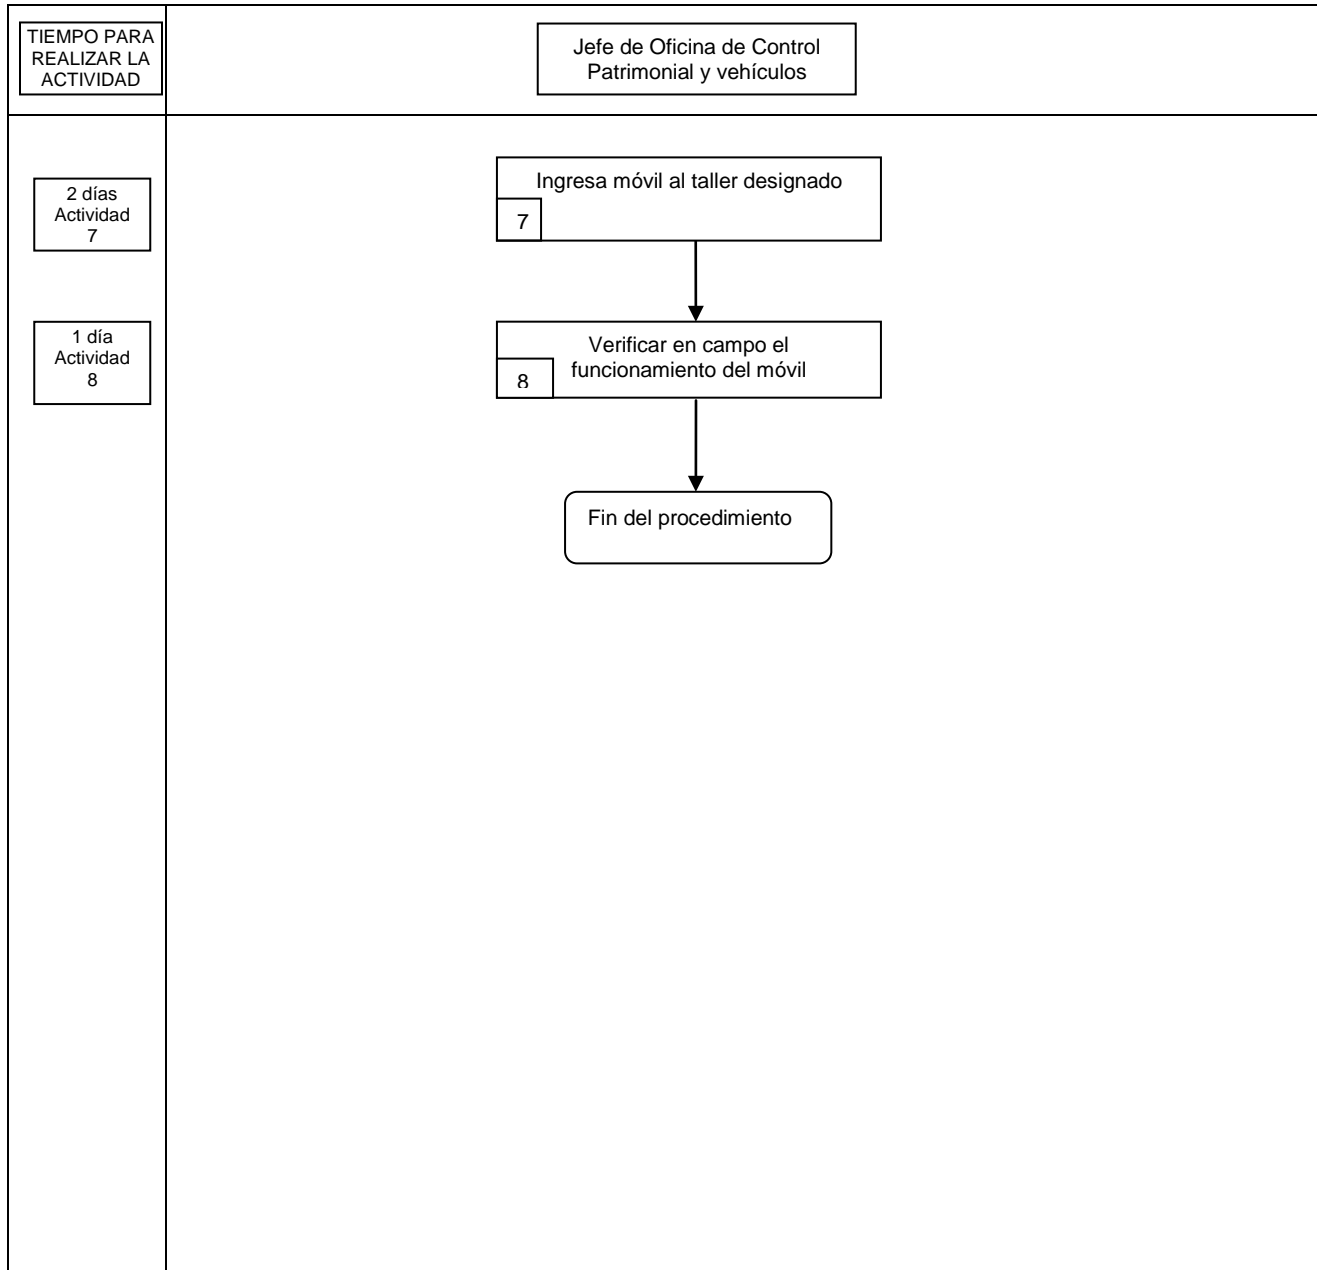 TIEMPO PARA
REALIZAR LA
ACTIVIDAD
Jefe de Oficina de Control
Patrimonial y vehículos
2 días
Actividad
7
Ingresa móvil al taller designado
7
1 día
Actividad
8
Verificar en campo el
funcionamiento del móvil
8
Fin del procedimiento